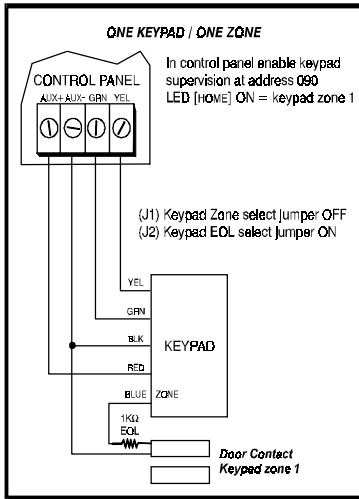 ONE KEYPAD / ONE ZONE
In control panel enable keypad
supervision at address 090
LED [HOME] ON = keypad zone 1
CONTROL PANEL
AUX+ AUX- GRN YEL
(J1) Keypad Zone select jumper OFF
(J2) Keypad EOL select jumper ON
YEL
GRN
BLK
KEYPAD
RED
BLUE ZONE
1KΩ
EOL
Door Contact
Keypad zone 1